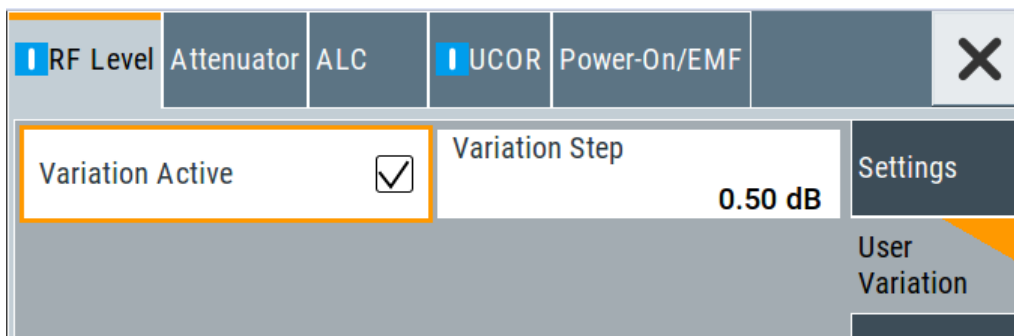 RF Level Attenuator ALC UCOR Power-On/EMF
Variation Active
Variation Step
0.50 dB
Settings
User
Variation